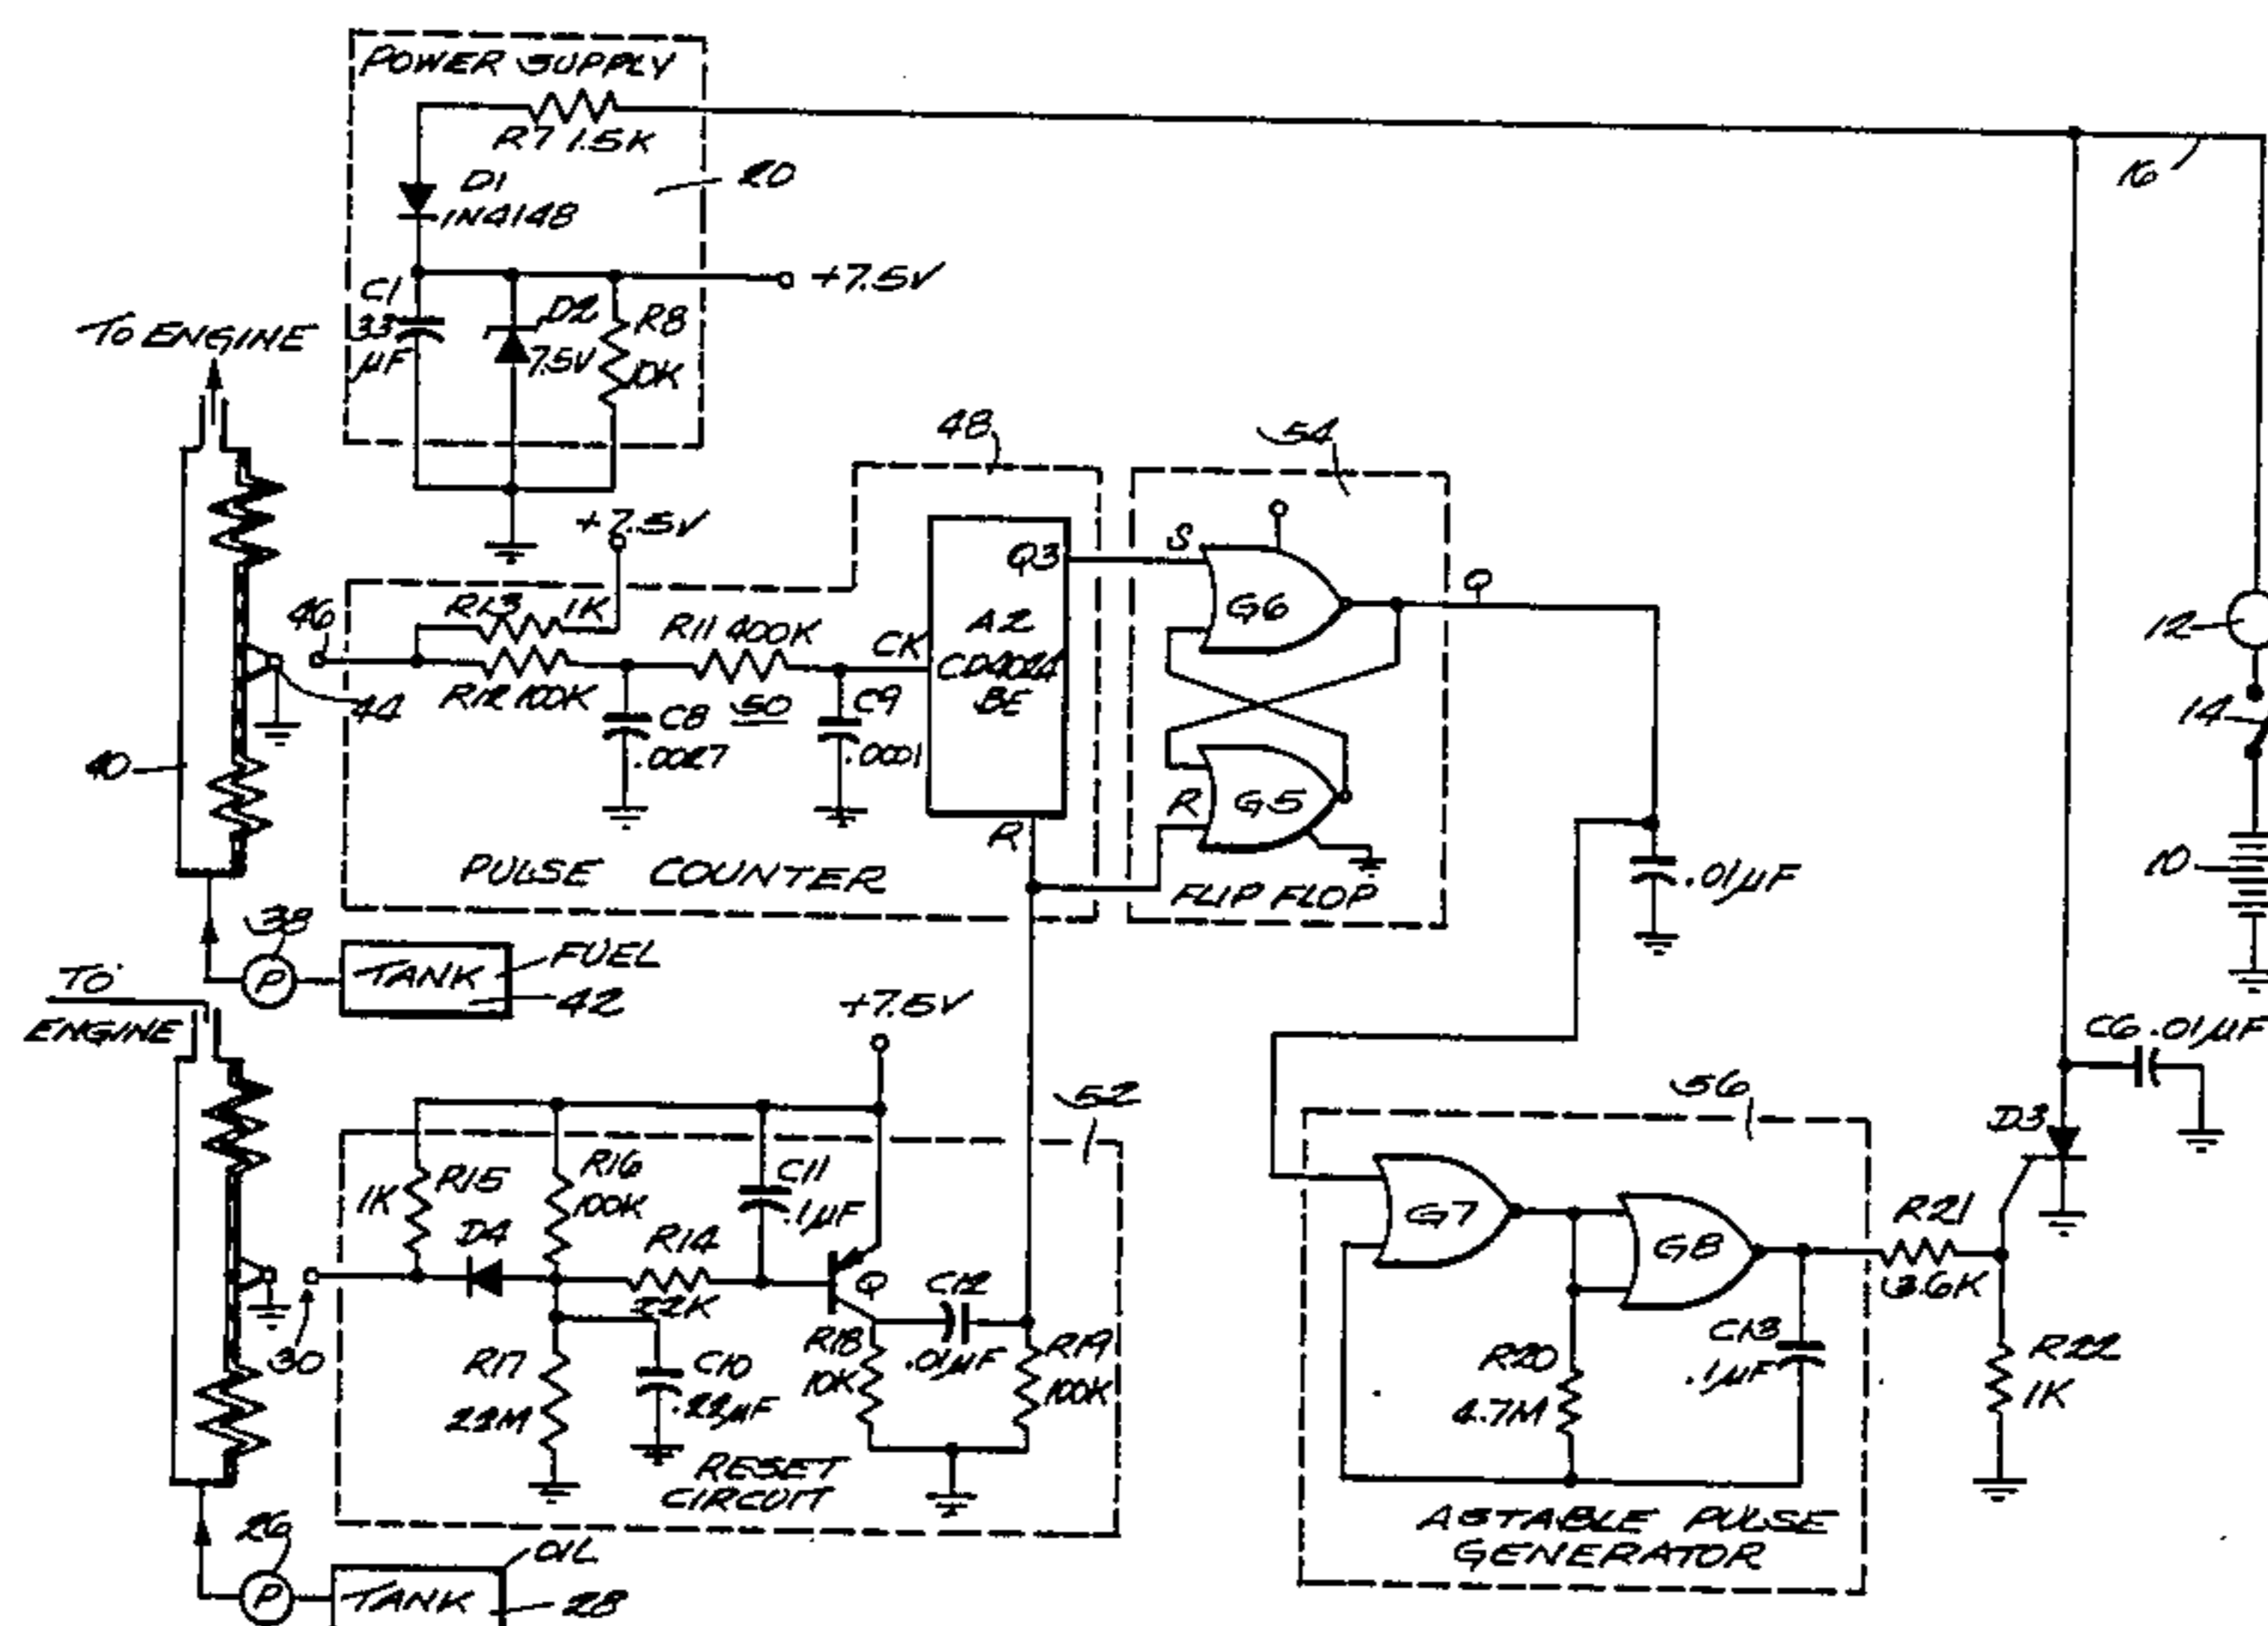 POWER SUPPLY
R7 1.5K
D1
1N4148
20
16
+7.5V
C1
33
µF
D2
7.5V
R8
10K
TO ENGINE
48
54
+7.5V
46
R13 1K
R11 400K
R12 100K
C8
.0027
50
C9
.0001
CK
Q3
A2
CD4024
BE
R
S
G6
Q
R
G5
44
40
12
14
10
PULSE COUNTER
FLIP FLOP
.01µF
38
P
TANK
FUEL
42
TO
ENGINE
+7.5V
52
56
C6 .01µF
D3
1K
R15
R16
100K
C11
.1µF
D4
R14
22K
Q
C12
.01µF
R17
22M
C10
.22µF
R18
10K
R19
100K
30
RESET
CIRCUIT
G7
G8
R21
3.6K
R20
4.7M
C13
.1µF
R22
1K
ASTABLE PULSE
GENERATOR
26
P
TANK
OIL
28